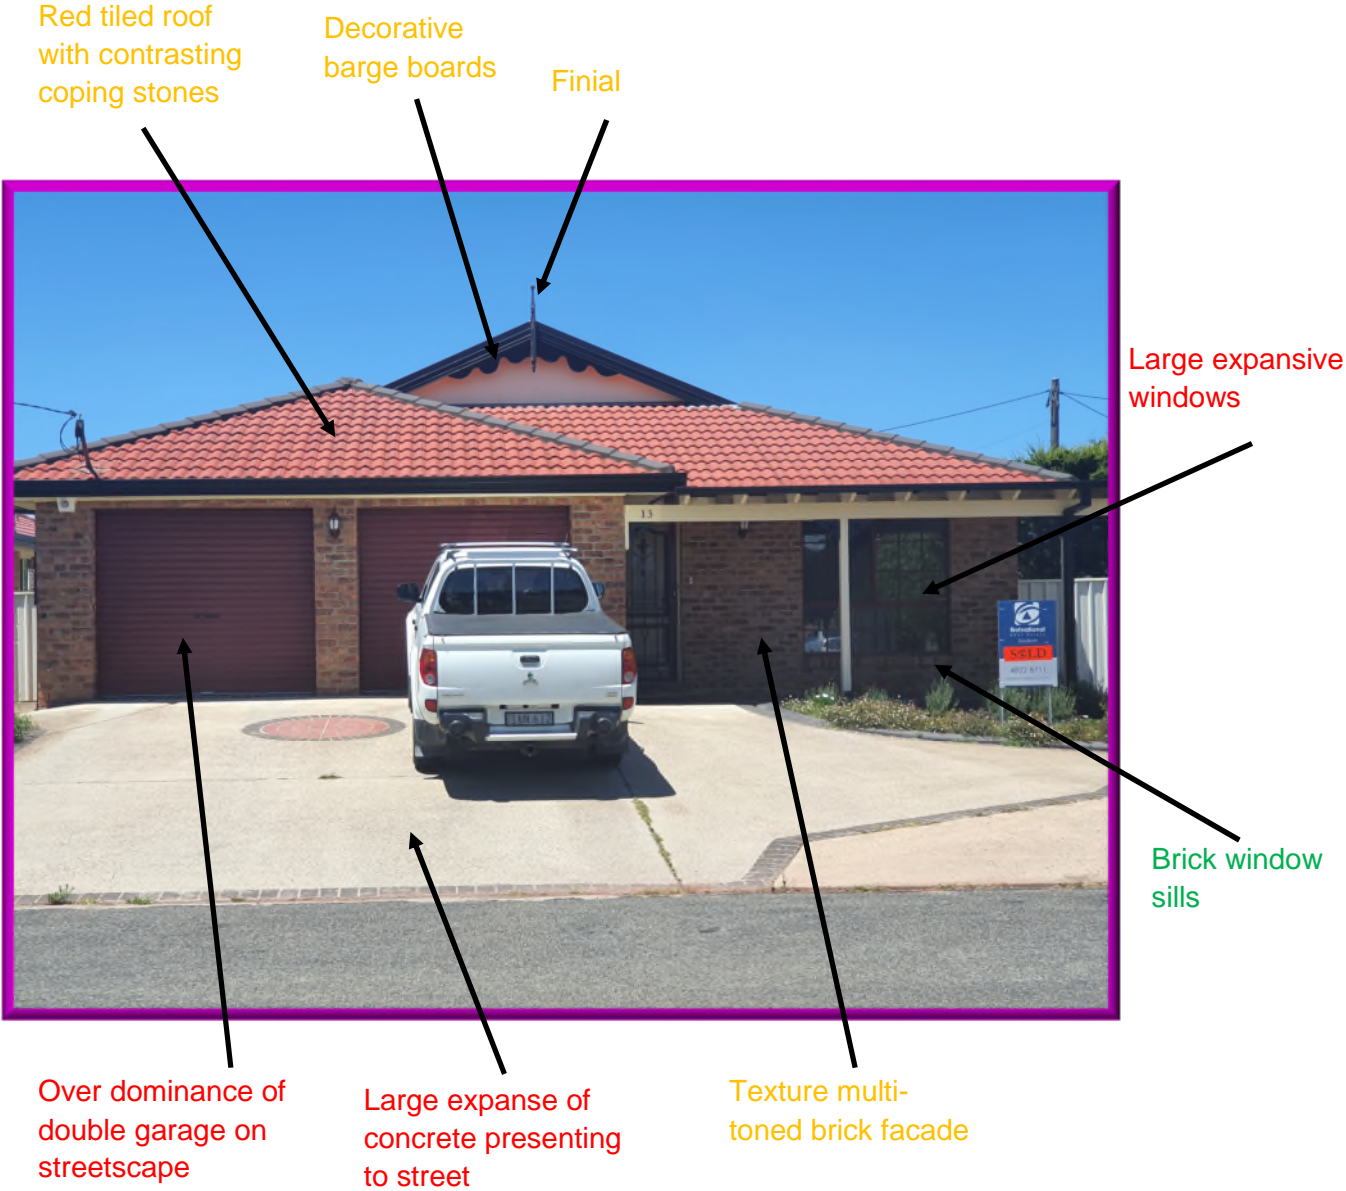 Red tiled roof
with contrasting
coping stones
Decorative
barge boards
Finial
Large expansive
windows
13
SOLD
Brick window
sills
Over dominance of
double garage on
streetscape
Large expanse of
concrete presenting
to street
Texture multi-
toned brick facade